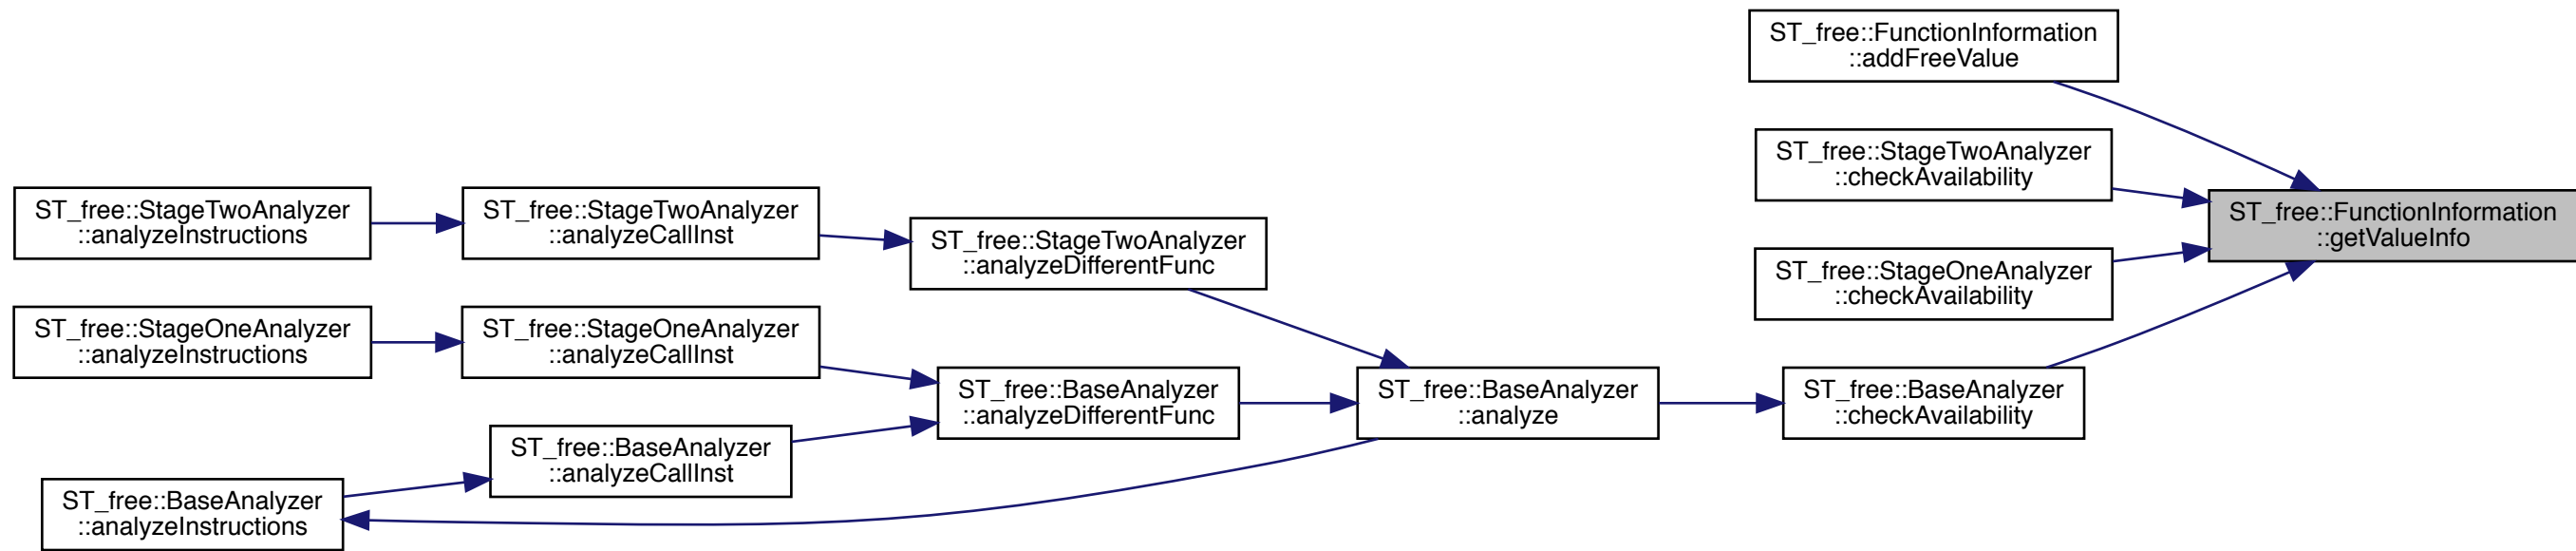 ST_free::FunctionInformation
::addFreeValue
ST_free::StageTwoAnalyzer
::checkAvailability
ST_free::StageTwoAnalyzer
::analyzeInstructions
ST_free::StageTwoAnalyzer
::analyzeCallInst
ST_free::StageTwoAnalyzer
::analyzeDifferentFunc
ST_free::FunctionInformation
::getValueInfo
ST_free::StageOneAnalyzer
::checkAvailability
ST_free::StageOneAnalyzer
::analyzeInstructions
ST_free::StageOneAnalyzer
::analyzeCallInst
ST_free::BaseAnalyzer
::analyzeDifferentFunc
ST_free::BaseAnalyzer
::analyze
ST_free::BaseAnalyzer
::checkAvailability
ST_free::BaseAnalyzer
::analyzeCallInst
ST_free::BaseAnalyzer
::analyzeInstructions